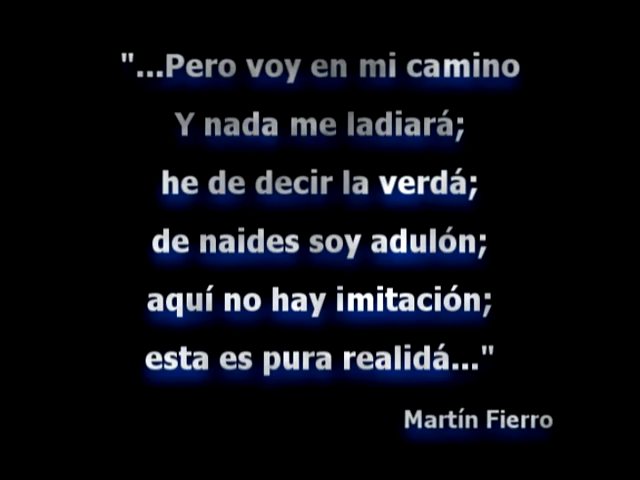 "...Pero voy en mi camino
Y nada me ladiará;
he de decir la verdá;
de naides soy adulón;
aquí no hay imitación;
esta es pura realidá..."
Martín Fierro